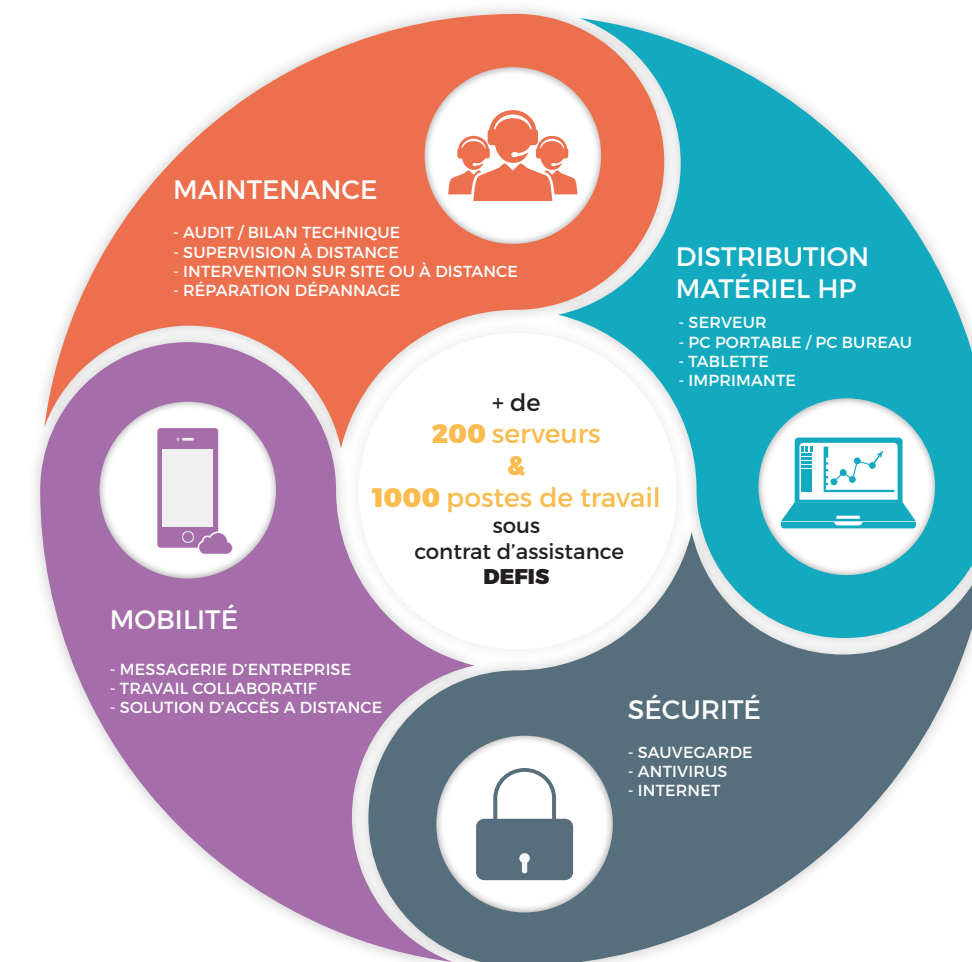 MAINTENANCE
- AUDIT / BILAN TECHNIQUE
- SUPERVISION À DISTANCE
- INTERVENTION SUR SITE OU À DISTANCE
- RÉPARATION DÉPANNAGE
DISTRIBUTION
MATÉRIEL HP
- SERVEUR
- PC PORTABLE / PC BUREAU
- TABLETTE
- IMPRIMANTE
+ de
200 serveurs
&
1000 postes de travail
sous
contrat d'assistance
DEFIS
MOBILITÉ
- MESSAGERIE D'ENTREPRISE
- TRAVAIL COLLABORATIF
- SOLUTION D'ACCÈS A DISTANCE
SÉCURITÉ
- SAUVEGARDE
- ANTIVIRUS
- INTERNET